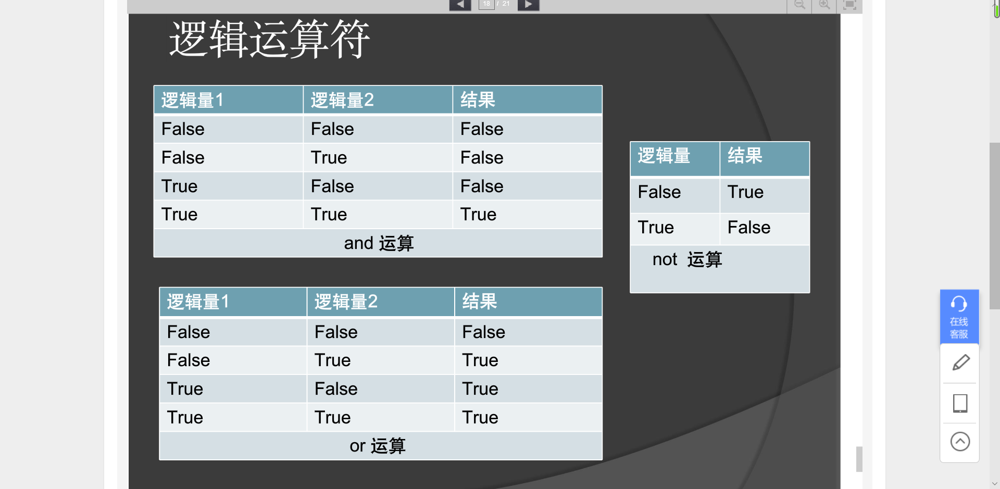 18 / 21
逻辑运算符
逻辑量1 逻辑量2 结果
False False False
False True False
True False False
True True True
and 运算
逻辑量 结果
False True
True False
not 运算
逻辑量1 逻辑量2 结果
False False False
False True True
True False True
True True True
or 运算
在线
客服